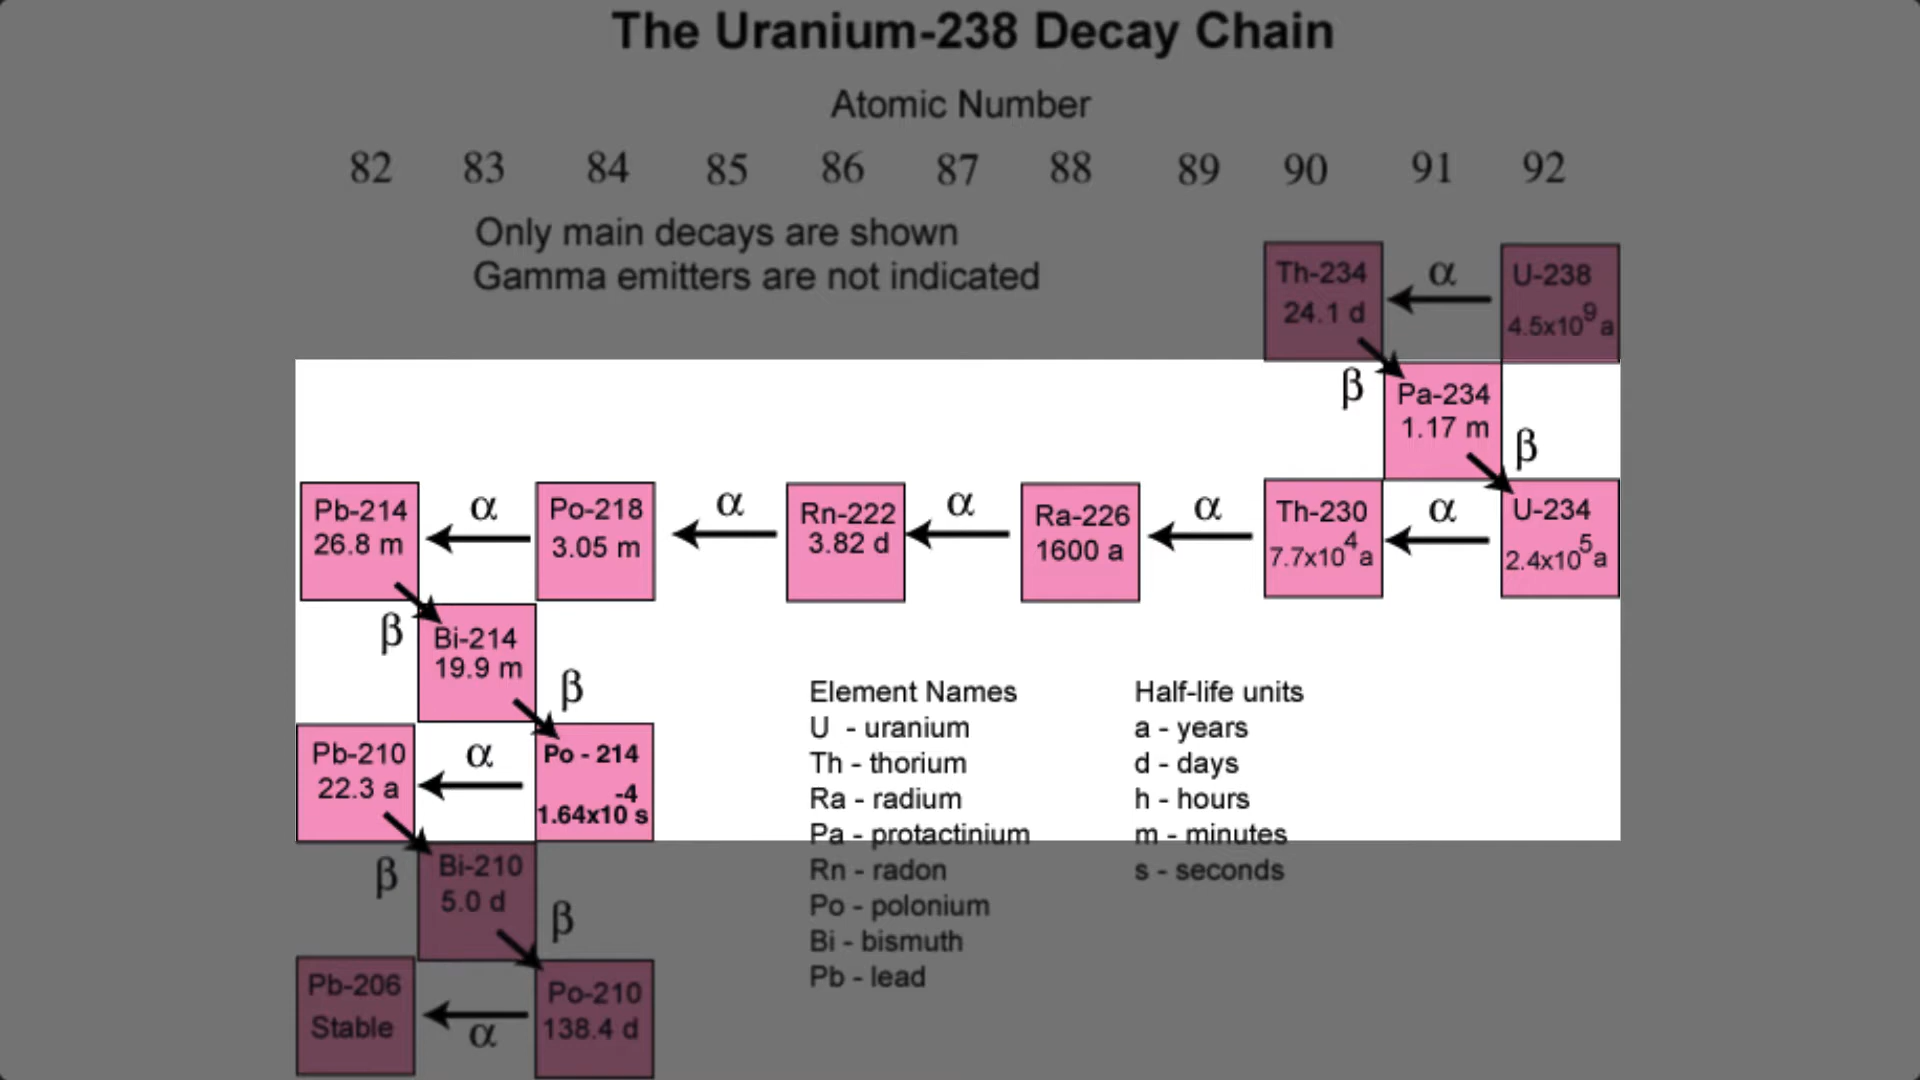 The Uranium-238 Decay Chain
Atomic Number
82 83 84 85 86 87 88 89 90 91 92
Only main decays are shown
Gamma emitters are not indicated
Th-234
24.1 d
α
U-238
4.5x10⁹a
β
Pa-234
1.17 m
β
Pb-214
26.8 m
α
Po-218
3.05 m
α
Rn-222
3.82 d
α
Ra-226
1600 a
α
Th-230
7.7x10⁴a
α
U-234
2.4x10⁵a
β
Bi-214
19.9 m
β
Pb-210
22.3 a
α
Po - 214
-4
1.64x10 s
β
Bi-210
5.0 d
β
Pb-206
Stable
α
Po-210
138.4 d
Element Names
U - uranium
Th - thorium
Ra - radium
Pa - protactinium
Rn - radon
Po - polonium
Bi - bismuth
Pb - lead
Half-life units
a - years
d - days
h - hours
m - minutes
s - seconds